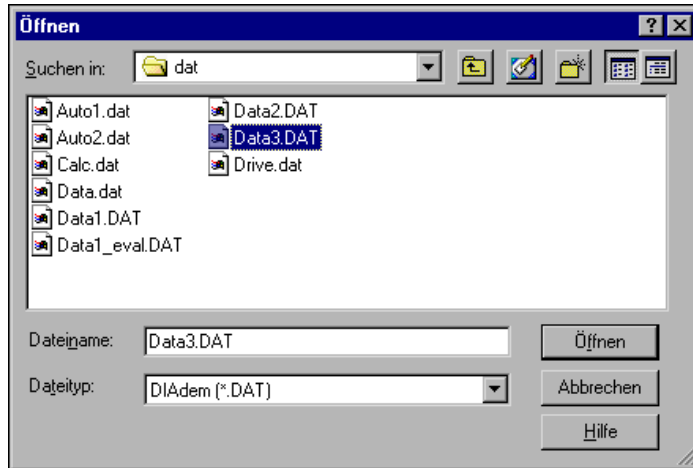 Öffnen
Suchen in: dat
Auto1.dat
Auto2.dat
Calc.dat
Data.dat
Data1.DAT
Data1_eval.DAT
Data2.DAT
Data3.DAT
Drive.dat
Dateiname: Data3.DAT Öffnen
Dateityp: DIAdem (*.DAT) Abbrechen
Hilfe